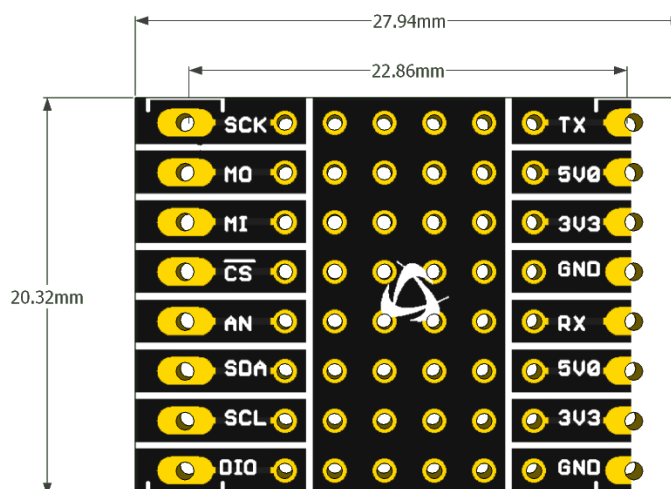 27.94mm
22.86mm
20.32mm
SCK TX
MO 5V0
MI 3V3
CS GND
AN RX
SDA 5V0
SCL 3V3
DIO GND